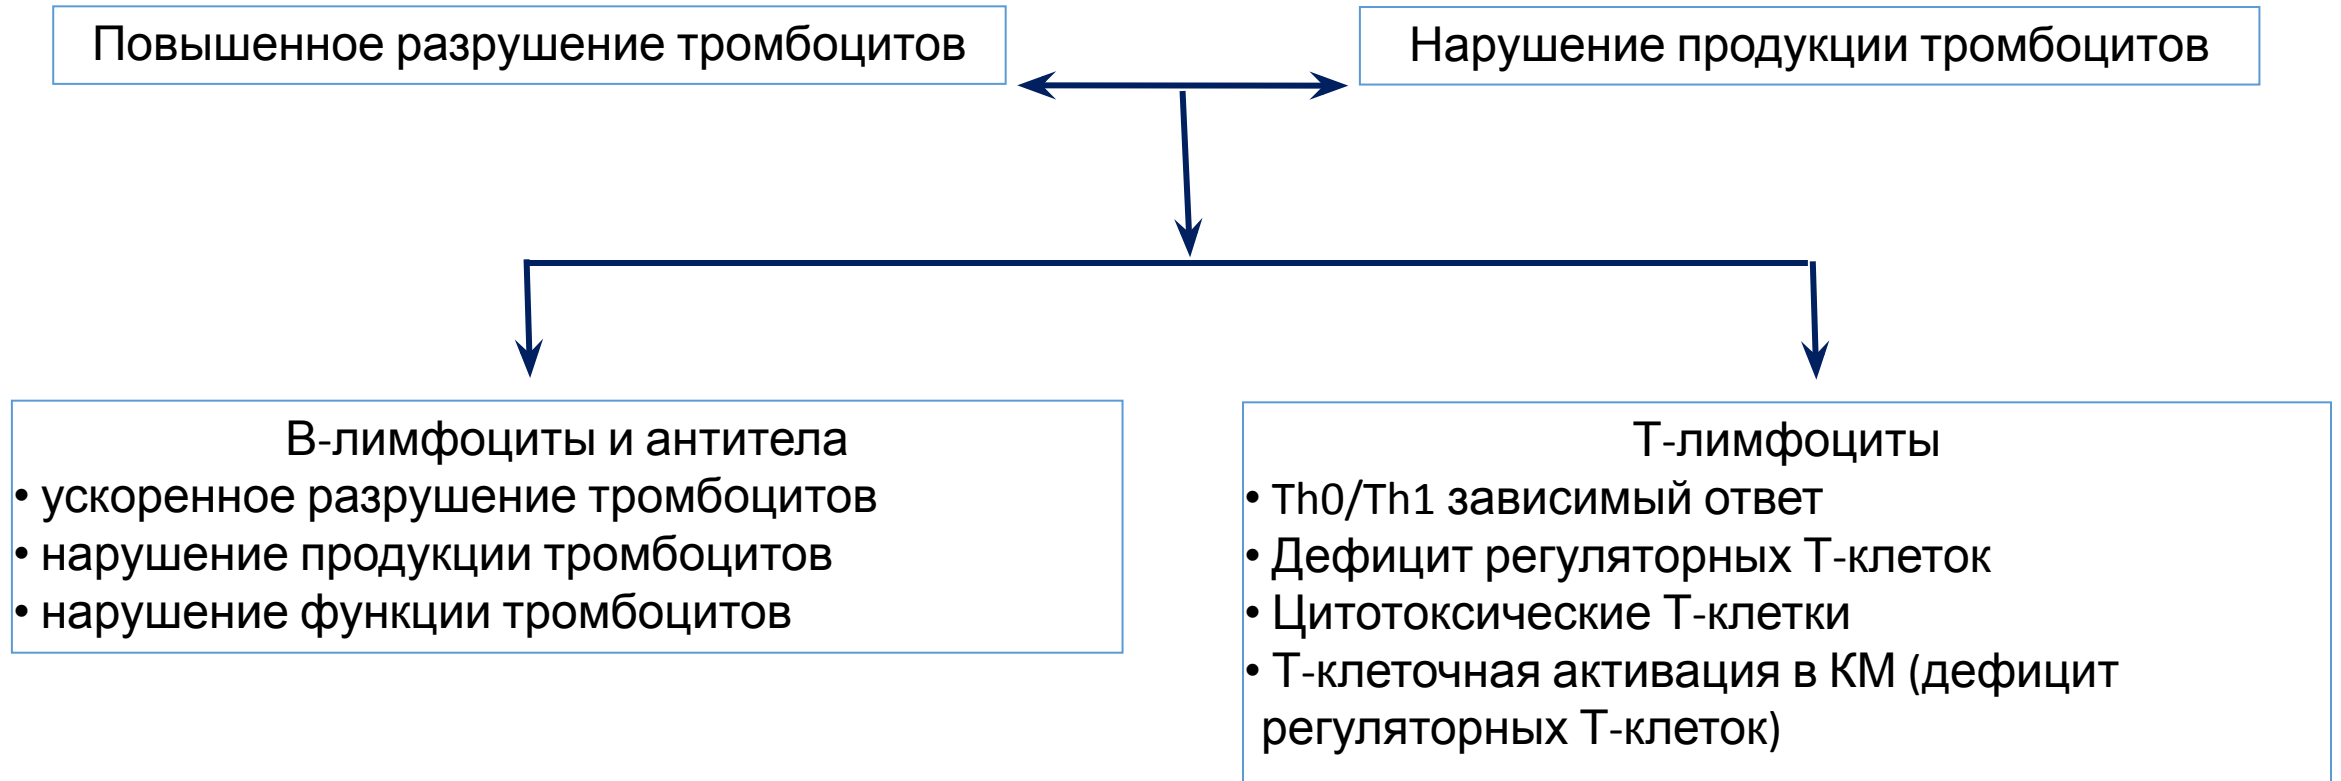 Повышенное разрушение тромбоцитов
Нарушение продукции тромбоцитов
В-лимфоциты и антитела
• ускоренное разрушение тромбоцитов
• нарушение продукции тромбоцитов
• нарушение функции тромбоцитов
Т-лимфоциты
• Th0/Th1 зависимый ответ
• Дефицит регуляторных Т-клеток
• Цитотоксические Т-клетки
• Т-клеточная активация в КМ (дефицит
регуляторных Т-клеток)